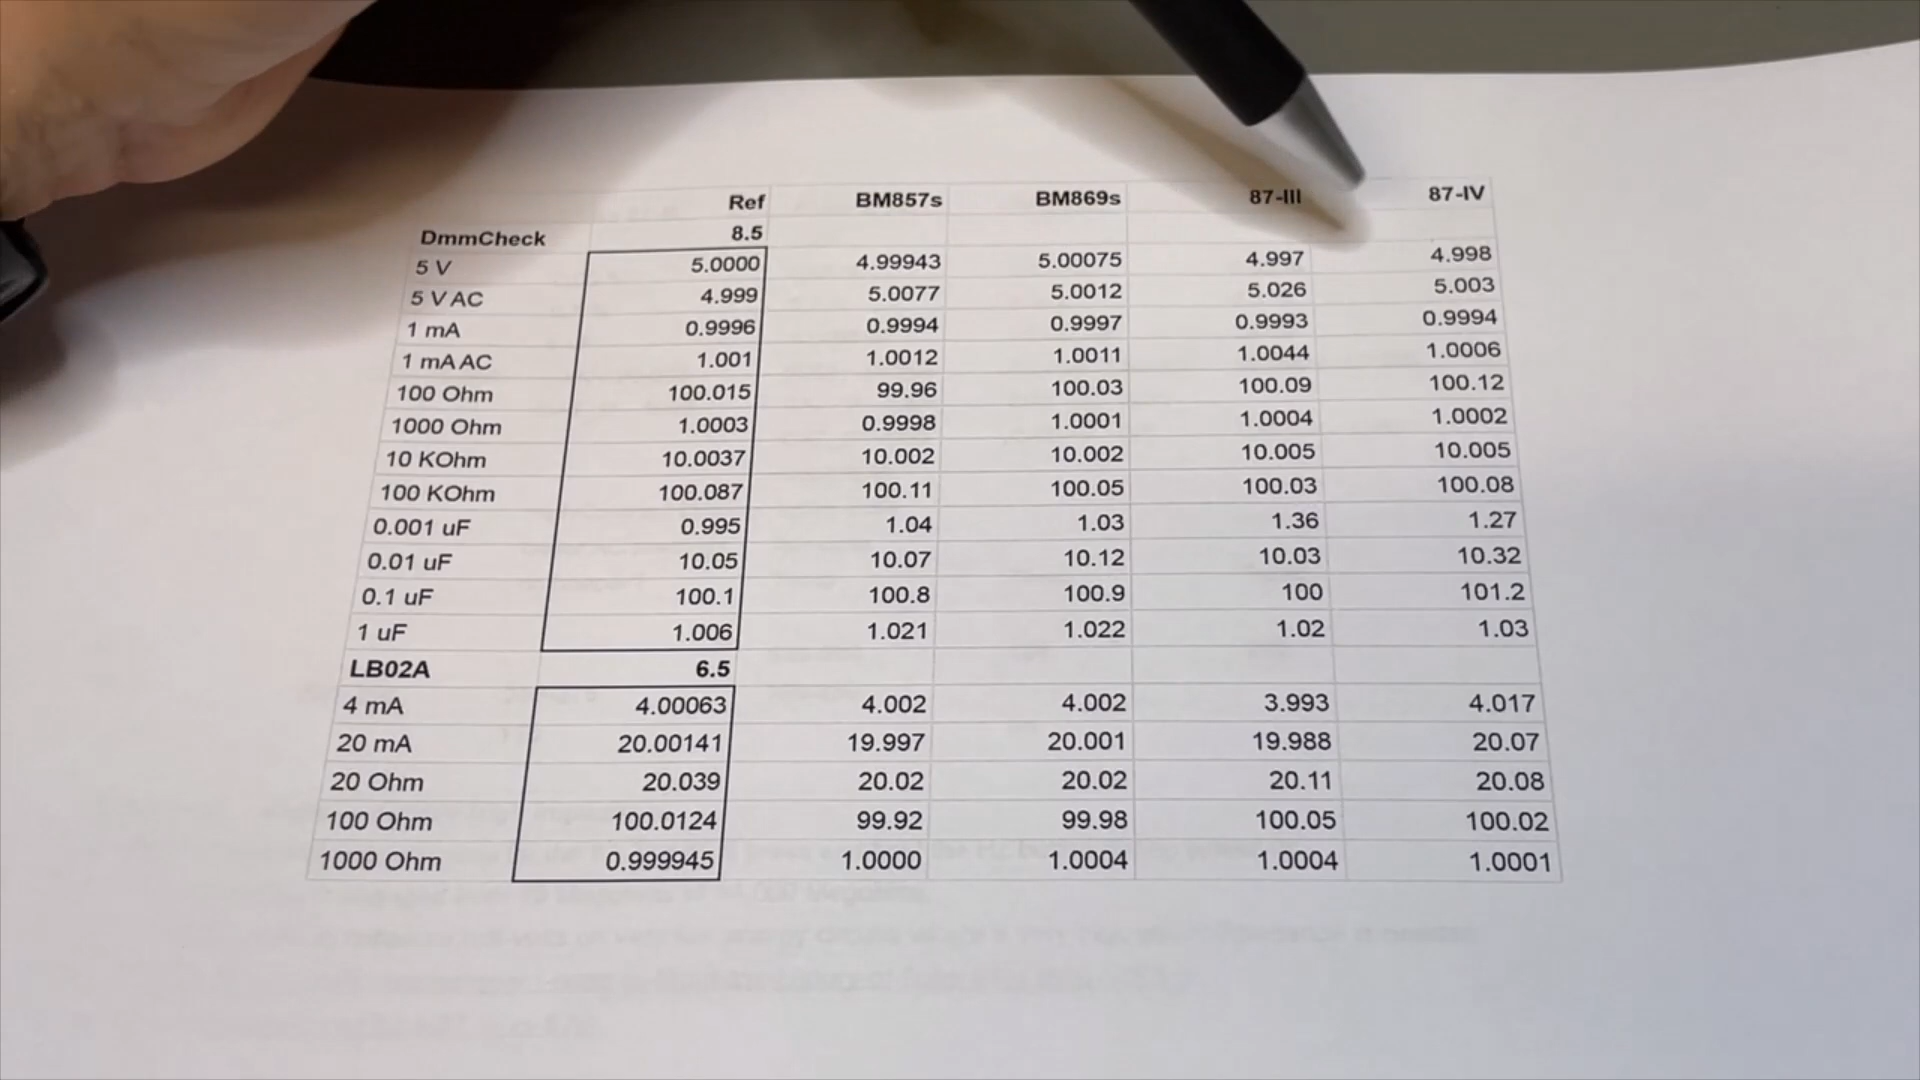 Ref BM857s BM869s 87-III 87-IV
DmmCheck 8.5
5 V 5.0000 4.99943 5.00075 4.997 4.998
5 V AC 4.999 5.0077 5.0012 5.026 5.003
1 mA 0.9996 0.9994 0.9997 0.9993 0.9994
1 mA AC 1.001 1.0012 1.0011 1.0044 1.0006
100 Ohm 100.015 99.96 100.03 100.09 100.12
1000 Ohm 1.0003 0.9998 1.0001 1.0004 1.0002
10 KOhm 10.0037 10.002 10.002 10.005 10.005
100 KOhm 100.087 100.11 100.05 100.03 100.08
0.001 uF 0.995 1.04 1.03 1.36 1.27
0.01 uF 10.05 10.07 10.12 10.03 10.32
0.1 uF 100.1 100.8 100.9 100 101.2
1 uF 1.006 1.021 1.022 1.02 1.03
LB02A 6.5
4 mA 4.00063 4.002 4.002 3.993 4.017
20 mA 20.00141 19.997 20.001 19.988 20.07
20 Ohm 20.039 20.02 20.02 20.11 20.08
100 Ohm 100.0124 99.92 99.98 100.05 100.02
1000 Ohm 0.999945 1.0000 1.0004 1.0004 1.0001